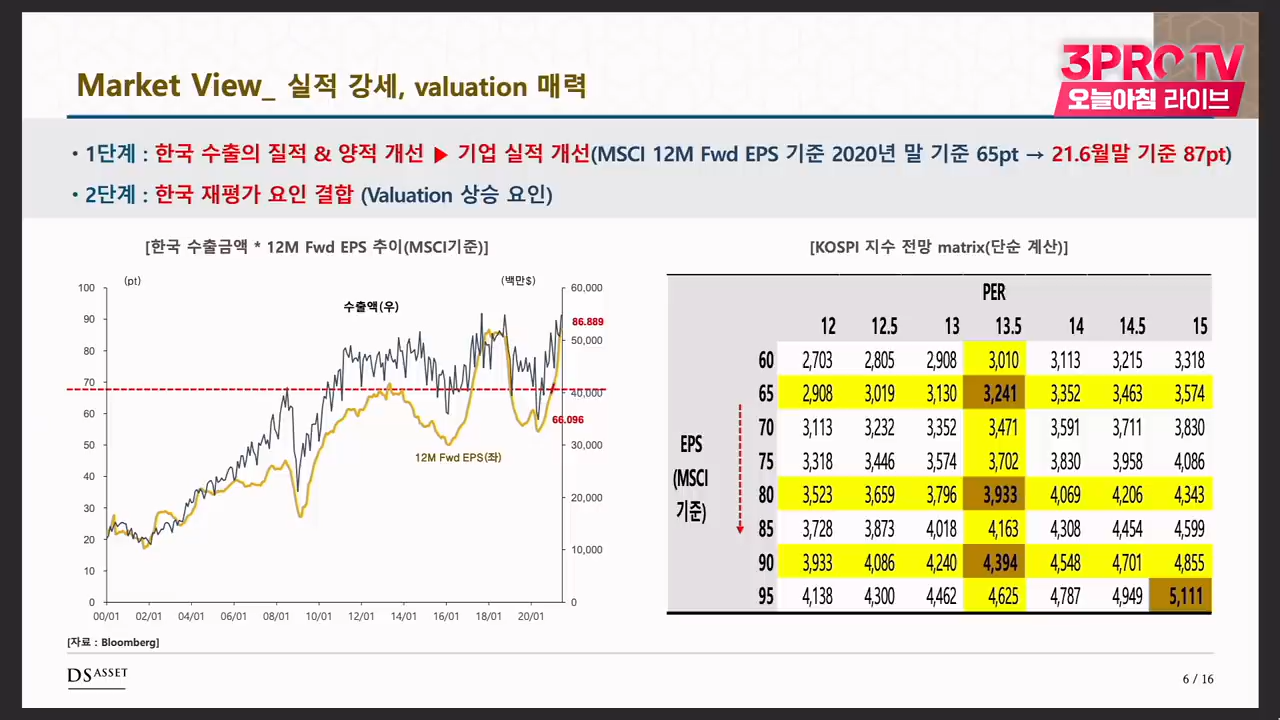 3PRO TV
오늘아침 라이브
Market View_ 실적 강세, valuation 매력
• 1단계 : 한국 수출의 질적 & 양적 개선 ▶ 기업 실적 개선(MSCI 12M Fwd EPS 기준 2020년 말 기준 65pt → 21.6월말 기준 87pt)
• 2단계 : 한국 재평가 요인 결합 (Valuation 상승 요인)
[한국 수출금액 * 12M Fwd EPS 추이(MSCI기준)]
(pt) (백만$)
수출액(우)
100 60,000
90 86.889
80 50,000
70 40,000
60 66.096
50 30,000
12M Fwd EPS(좌)
40
30 20,000
20 10,000
10
0 0
00/01 02/01 04/01 06/01 08/01 10/01 12/01 14/01 16/01 18/01 20/01
[KOSPI 지수 전망 matrix(단순 계산)]
PER
12 12.5 13 13.5 14 14.5 15
EPS
(MSCI
기준)
60 2,703 2,805 2,908 3,010 3,113 3,215 3,318
65 2,908 3,019 3,130 3,241 3,352 3,463 3,574
70 3,113 3,232 3,352 3,471 3,591 3,711 3,830
75 3,318 3,446 3,574 3,702 3,830 3,958 4,086
80 3,523 3,659 3,796 3,933 4,069 4,206 4,343
85 3,728 3,873 4,018 4,163 4,308 4,454 4,599
90 3,933 4,086 4,240 4,394 4,548 4,701 4,855
95 4,138 4,300 4,462 4,625 4,787 4,949 5,111
[자료 : Bloomberg]
DS ASSET
6 / 16